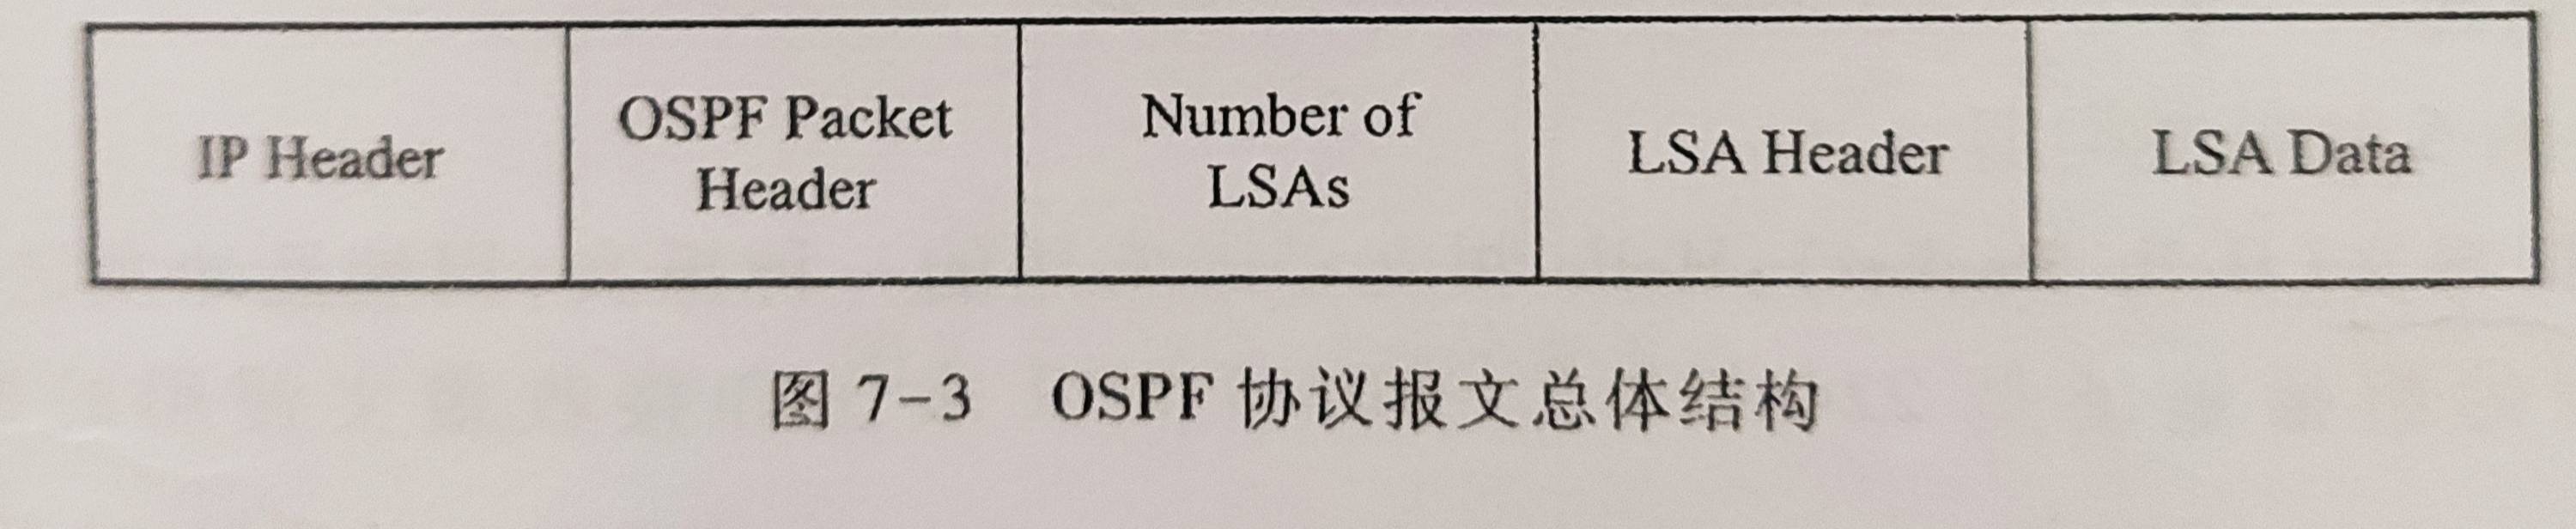 IP Header
OSPF Packet
Header
Number of
LSAs
LSA Header
LSA Data
图 7-3 OSPF 协议报文总体结构